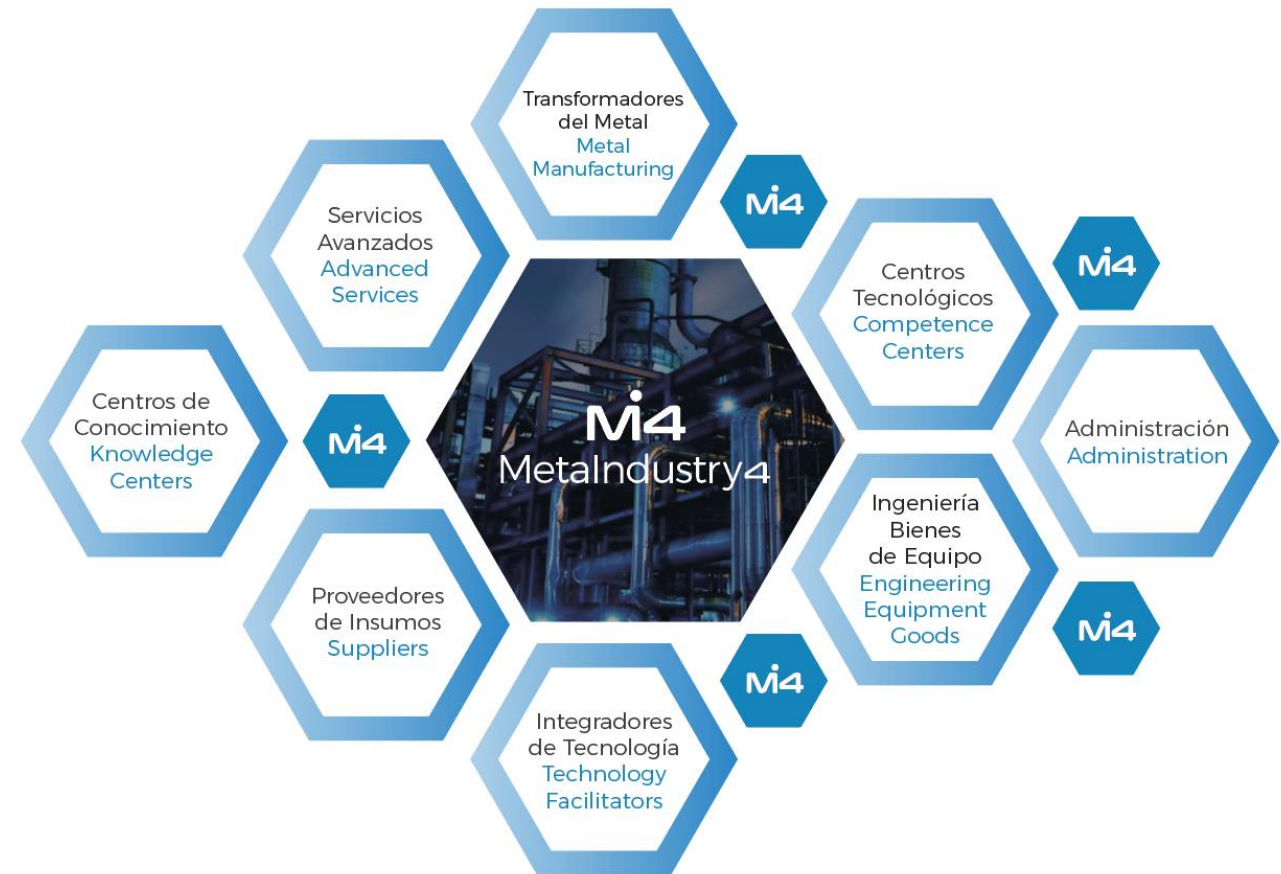 Transformadores
del Metal
Metal
Manufacturing
Servicios
Avanzados
Advanced
Services
Mi4
Centros
Tecnológicos
Competence
Centers
Mi4
Centros de
Conocimiento
Knowledge
Centers
Mi4
Mi4
MetaIndustry4
Administración
Administration
Proveedores
de Insumos
Suppliers
Ingeniería
Bienes
de Equipo
Engineering
Equipment
Goods
Mi4
Integradores
de Tecnología
Technology
Facilitators
Mi4